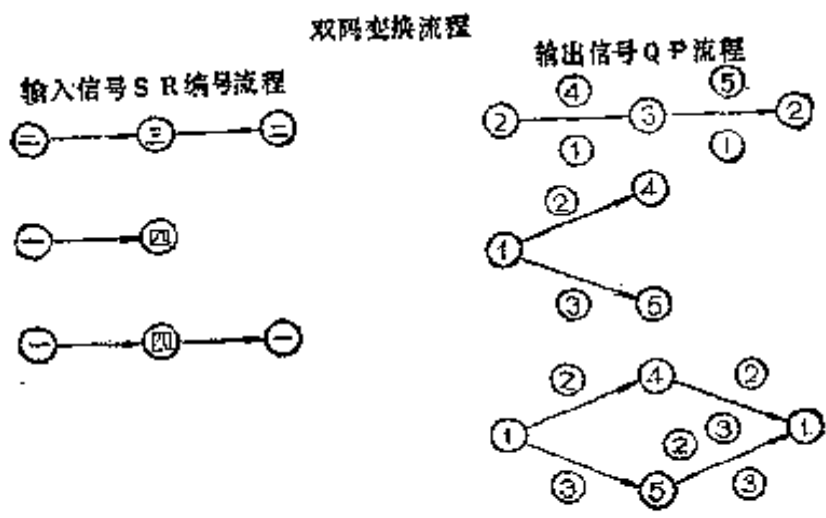 双码变换流程
输入信号S R编号流程
输出信号Q P流程
④ ⑤
② ③ ②
① ①
㊁ ㊂ ㊁
② ④
①
③ ⑤
㊀ ㊃
㊀ ㊃ ㊀
② ④ ②
① ② ③ ①
③ ⑤ ③